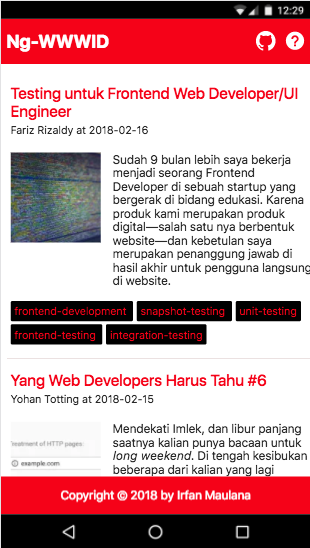 12:29
Ng-WWWID
Testing untuk Frontend Web Developer/UI
Engineer
Fariz Rizaldy at 2018-02-16
Sudah 9 bulan lebih saya bekerja
menjadi seorang Frontend
Developer di sebuah startup yang
bergerak di bidang edukasi. Karena
produk kami merupakan produk
digital—salah satu nya berbentuk
website—dan kebetulan saya
merupakan penanggung jawab di
hasil akhir untuk pengguna langsung
di website.
frontend-development snapshot-testing unit-testing
frontend-testing integration-testing
Yang Web Developers Harus Tahu #6
Yohan Totting at 2018-02-15
Mendekati Imlek, dan libur panjang
saatnya kalian punya bacaan untuk
long weekend. Di tengah kesibukan
beberapa dari kalian yang lagi
Treatment of HTTP pages:
example.com
Copyright © 2018 by Irfan Maulana